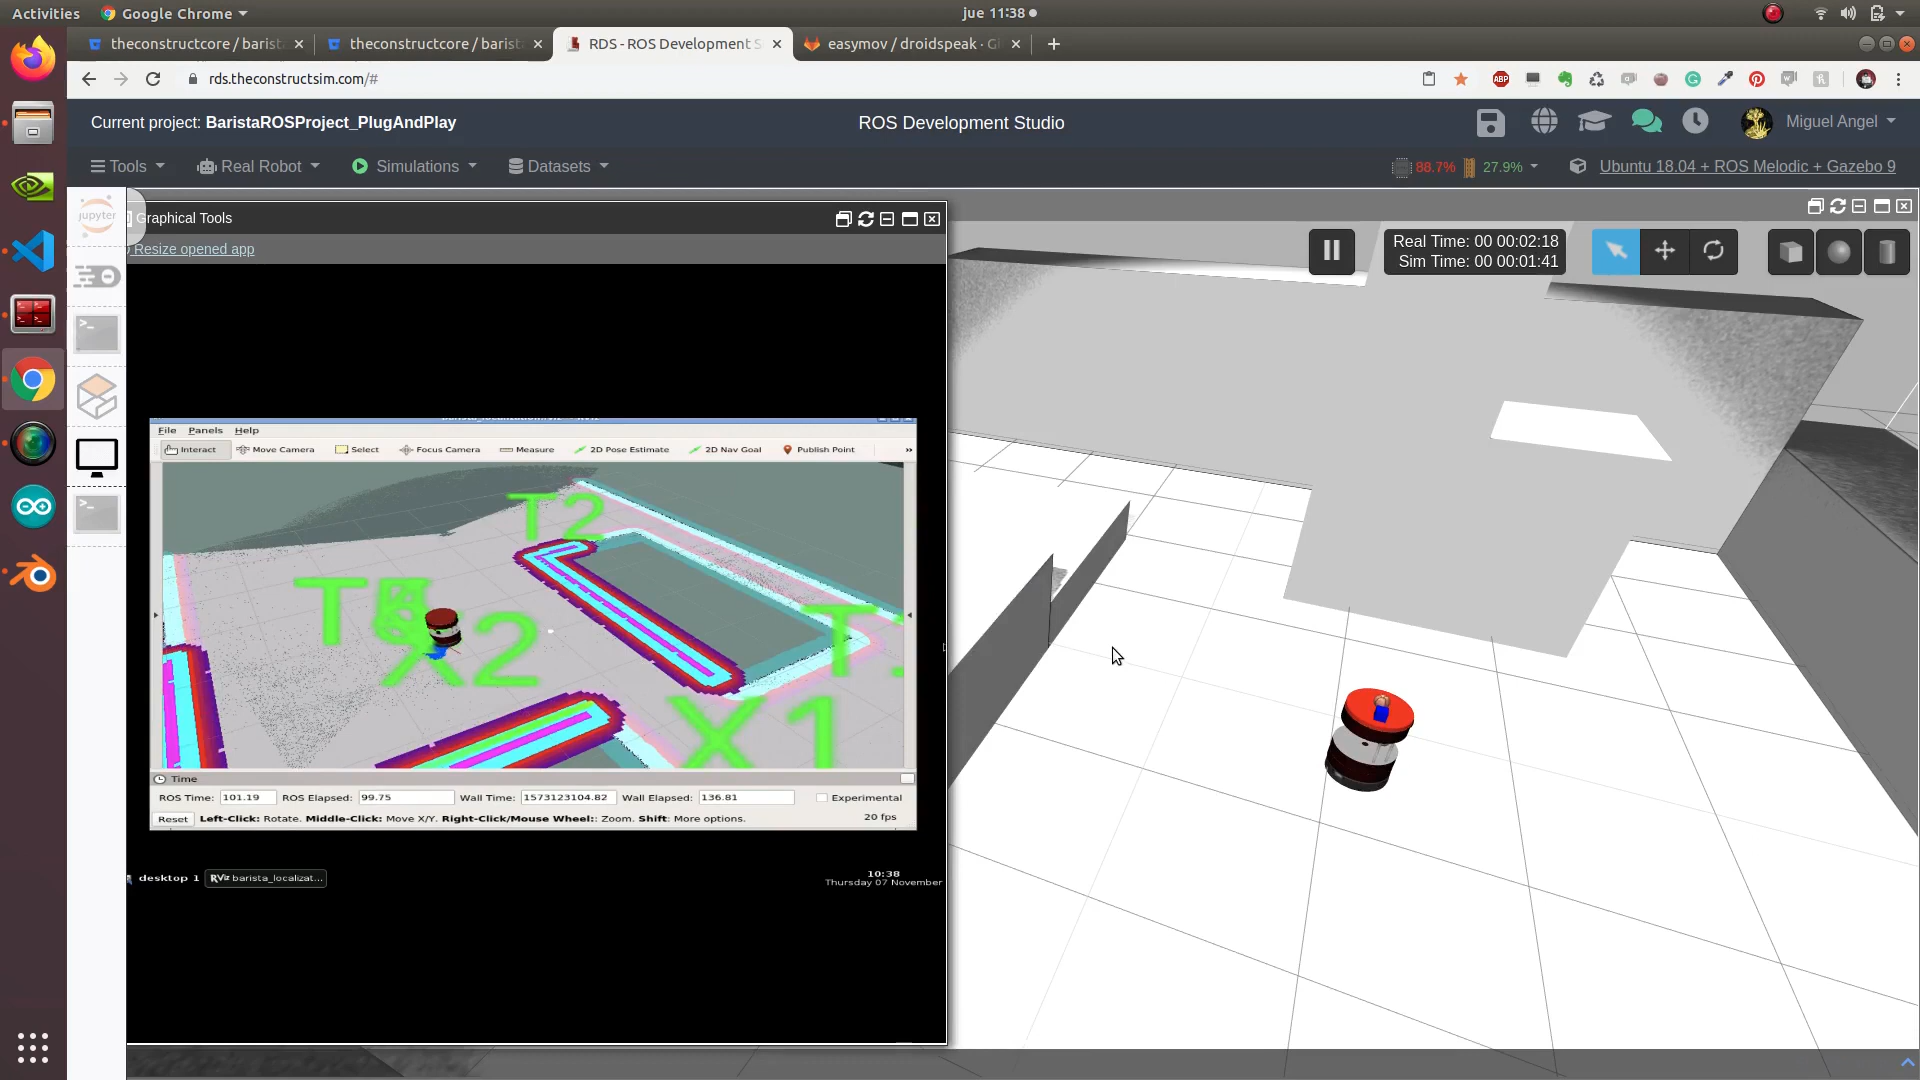 Activities Google Chrome jue 11:38
theconstructcore / barist theconstructcore / barist RDS - ROS Development S easymov / droidspeak · Gi
rds.theconstructsim.com/#
Current project: BaristaROSProject_PlugAndPlay ROS Development Studio Miguel Angel
Tools Real Robot Simulations Datasets 88.7% 27.9% Ubuntu 18.04 + ROS Melodic + Gazebo 9
jupyter
Graphical Tools
Resize opened app
Real Time: 00 00:02:18
Sim Time: 00 00:01:41
File Panels Help
Interact Move Camera Select Focus Camera Measure 2D Pose Estimate 2D Nav Goal Publish Point
T2
X2
X1
Time
ROS Time: 101.19 ROS Elapsed: 99.75 Wall Time: 1573123104.82 Wall Elapsed: 136.81 Experimental
Reset Left-Click: Rotate. Middle-Click: Move X/Y. Right-Click/Mouse Wheel:: Zoom. Shift: More options. 20 fps
desktop 1 RViz barista_localizat... 10:38
Thursday 07 November